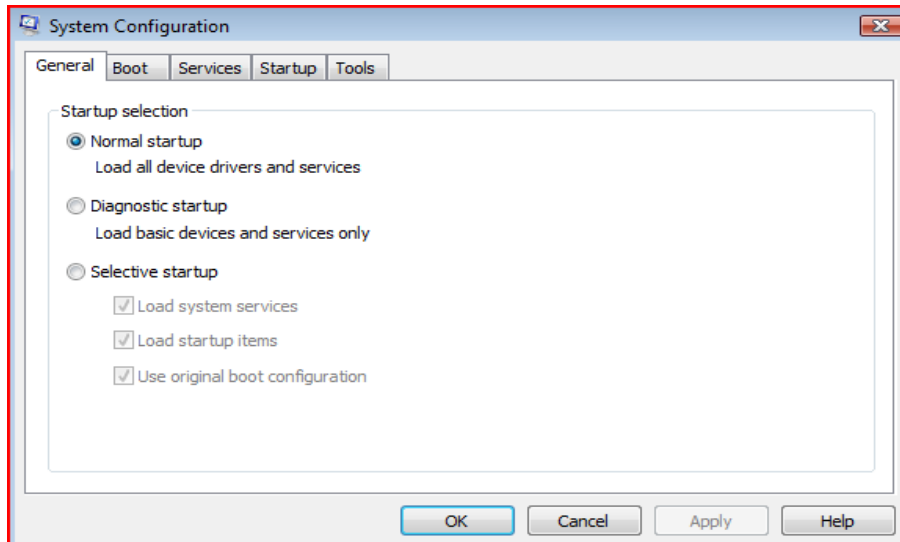 System Configuration
General Boot Services Startup Tools
Startup selection
Normal startup
Load all device drivers and services
Diagnostic startup
Load basic devices and services only
Selective startup
Load system services
Load startup items
Use original boot configuration
OK Cancel Apply Help